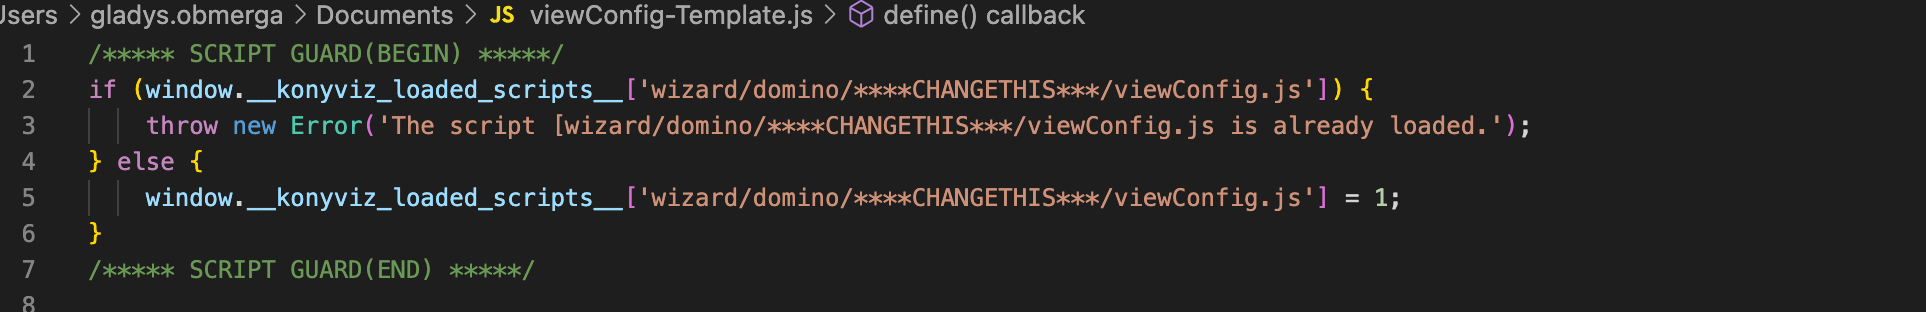 Users > gladys.obmerga > Documents > JS viewConfig-Template.js > define() callback
1 /***** SCRIPT GUARD(BEGIN) *****/
2 if (window.__konyviz_loaded_scripts__['wizard/domino/****CHANGETHIS***/viewConfig.js']) {
3 throw new Error('The script [wizard/domino/****CHANGETHIS***/viewConfig.js is already loaded.');
4 } else {
5 window.__konyviz_loaded_scripts__['wizard/domino/****CHANGETHIS***/viewConfig.js'] = 1;
6 }
7 /***** SCRIPT GUARD(END) *****/
8